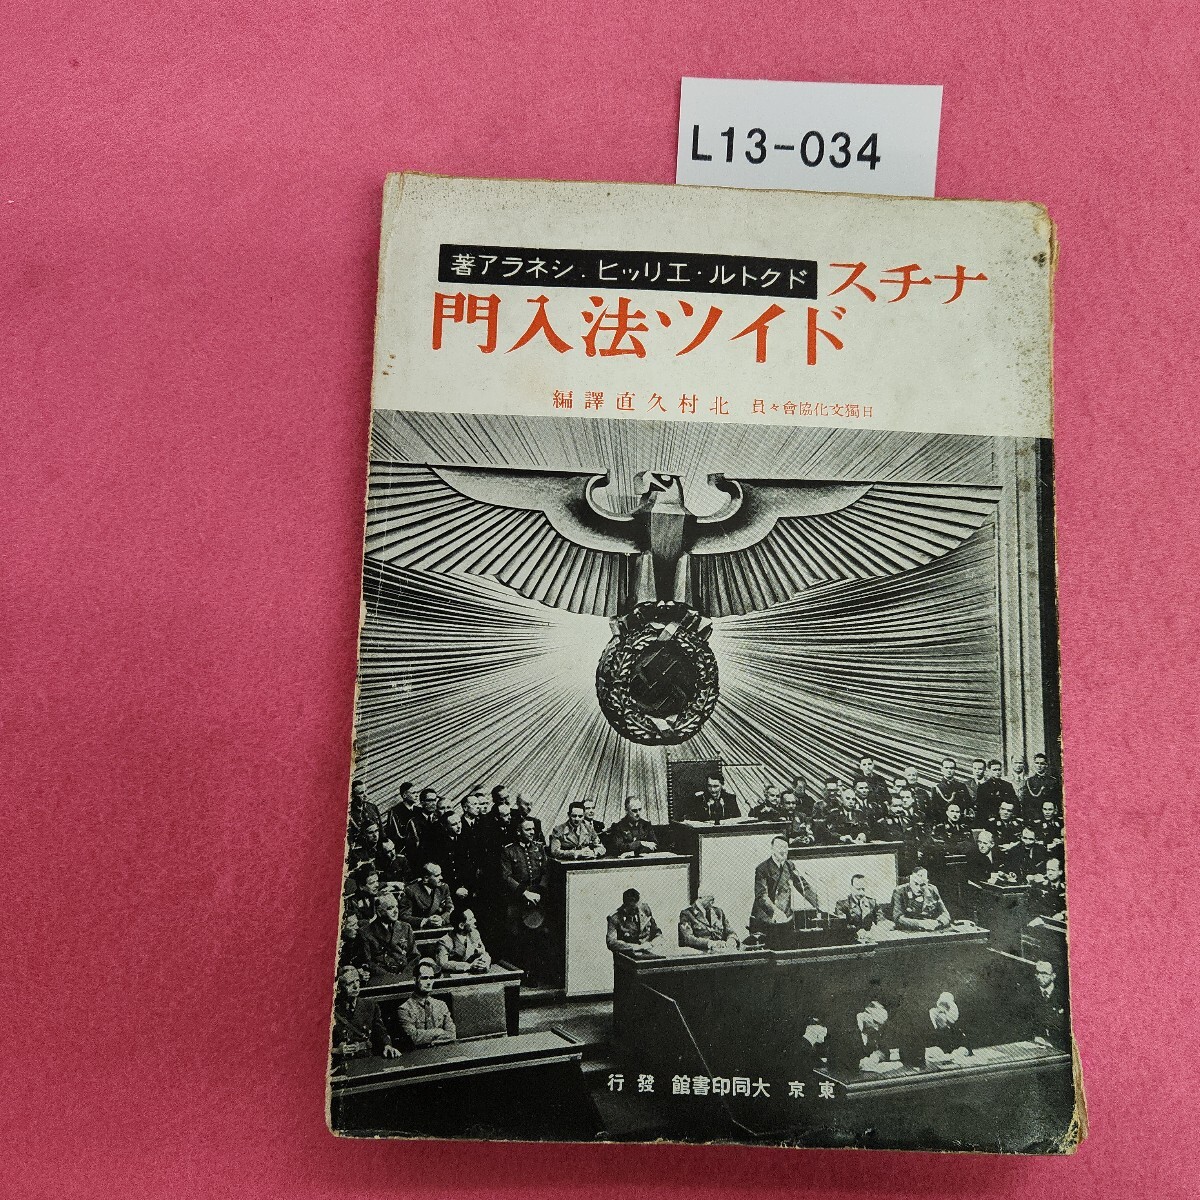 L13-034
ナチス
ドクトル・エリッヒ.シネラア著
ドイツ法入門
日獨文化協會々員 北村久直譯編
東京 大同印書館 發行